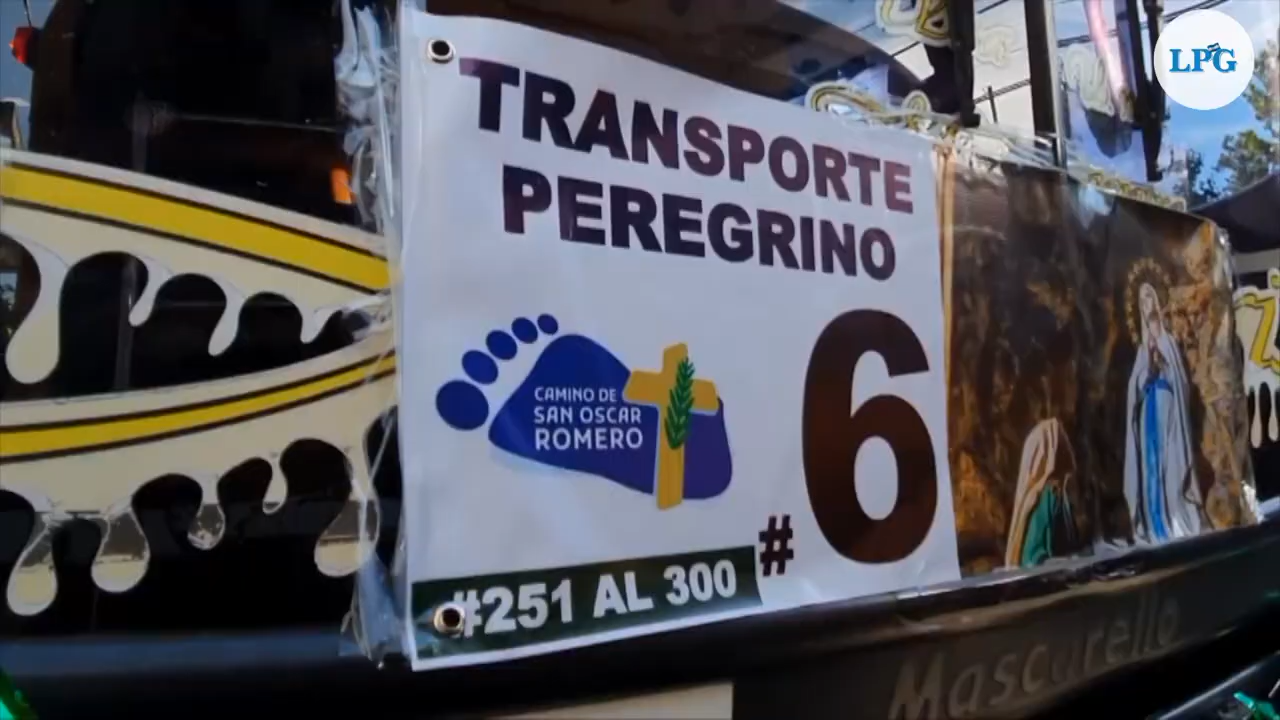 LPG
TRANSPORTE
PEREGRINO
CAMINO DE
SAN OSCAR
ROMERO
#6
#251 AL 300
Mascarello